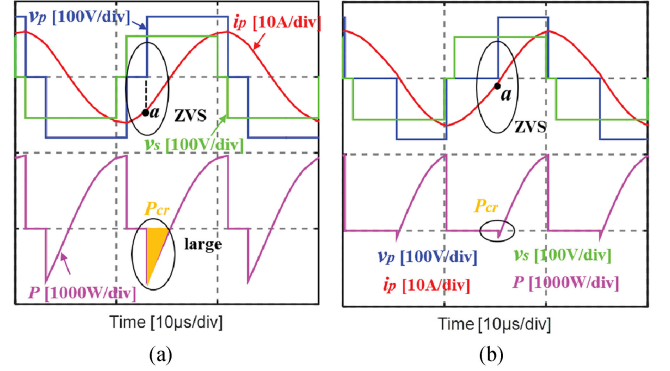 vp [100V/div]
ip [10A/div]
a
ZVS
vs [100V/div]
Pcr
large
P [1000W/div]
Time [10μs/div]
(a)
a
ZVS
Pcr
vp [100V/div]
vs [100V/div]
ip [10A/div]
P [1000W/div]
Time [10μs/div]
(b)